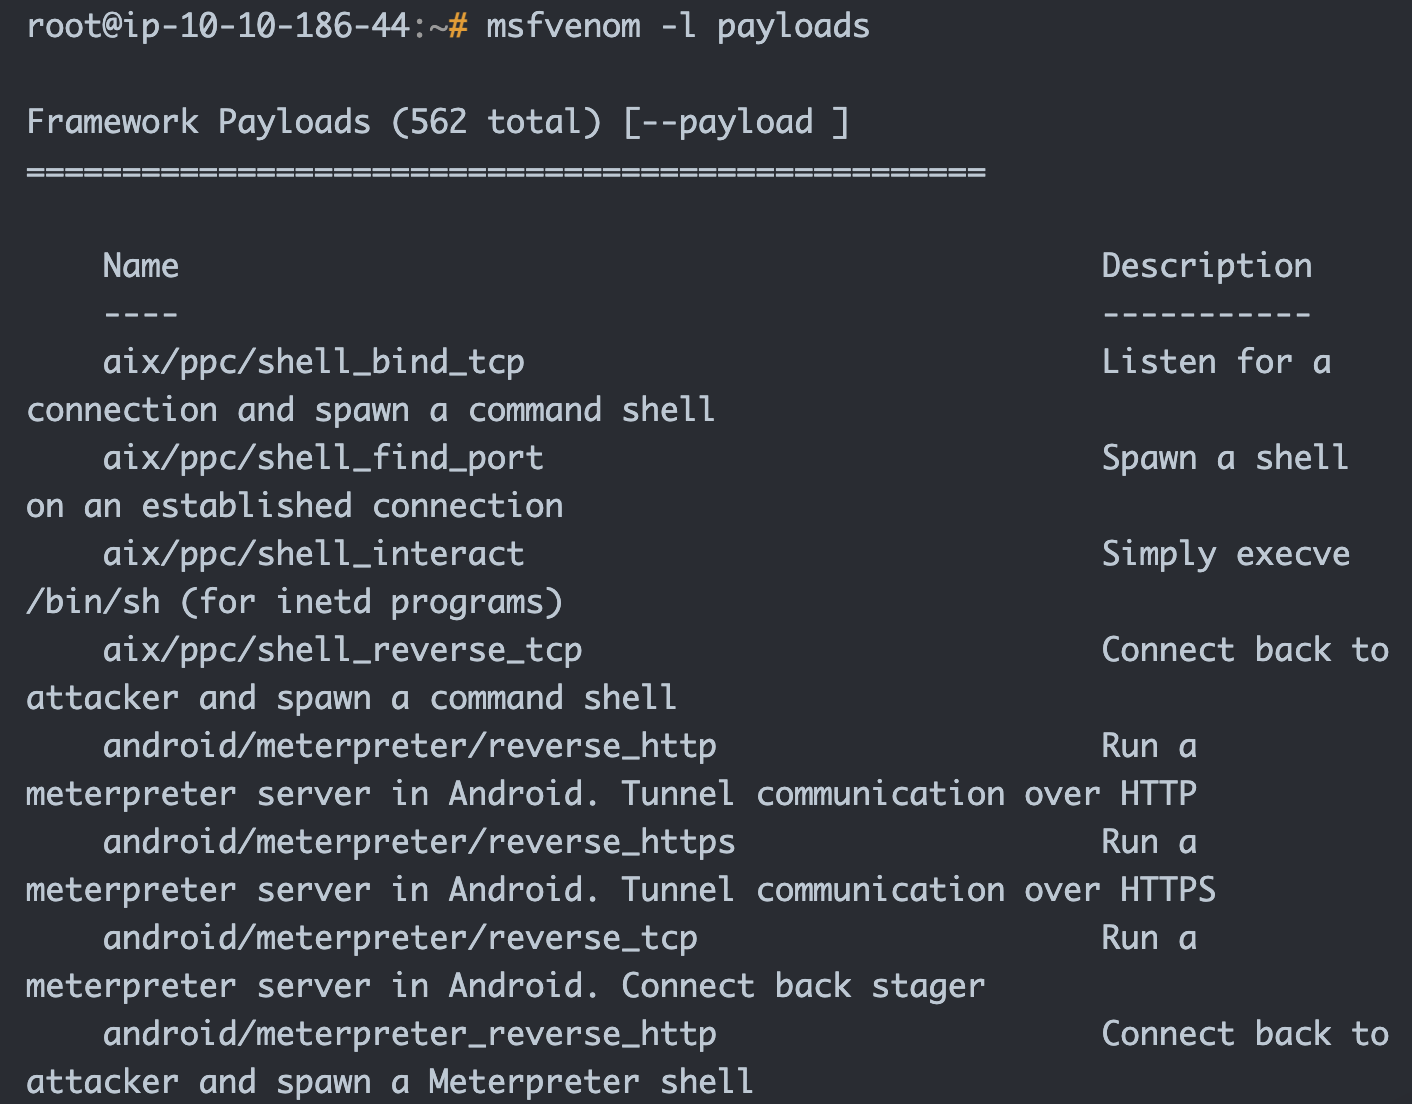 root@ip-10-10-186-44:~# msfvenom -l payloads
Framework Payloads (562 total) [--payload ]
==================================================
Name Description
---- -----------
aix/ppc/shell_bind_tcp Listen for a
connection and spawn a command shell
aix/ppc/shell_find_port Spawn a shell
on an established connection
aix/ppc/shell_interact Simply execve
/bin/sh (for inetd programs)
aix/ppc/shell_reverse_tcp Connect back to
attacker and spawn a command shell
android/meterpreter/reverse_http Run a
meterpreter server in Android. Tunnel communication over HTTP
android/meterpreter/reverse_https Run a
meterpreter server in Android. Tunnel communication over HTTPS
android/meterpreter/reverse_tcp Run a
meterpreter server in Android. Connect back stager
android/meterpreter_reverse_http Connect back to
attacker and spawn a Meterpreter shell